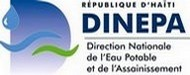 RÉPUBLIQUE D'HAÏTI
DINEPA
Direction Nationale
de l'Eau Potable
et de l'Assainissement